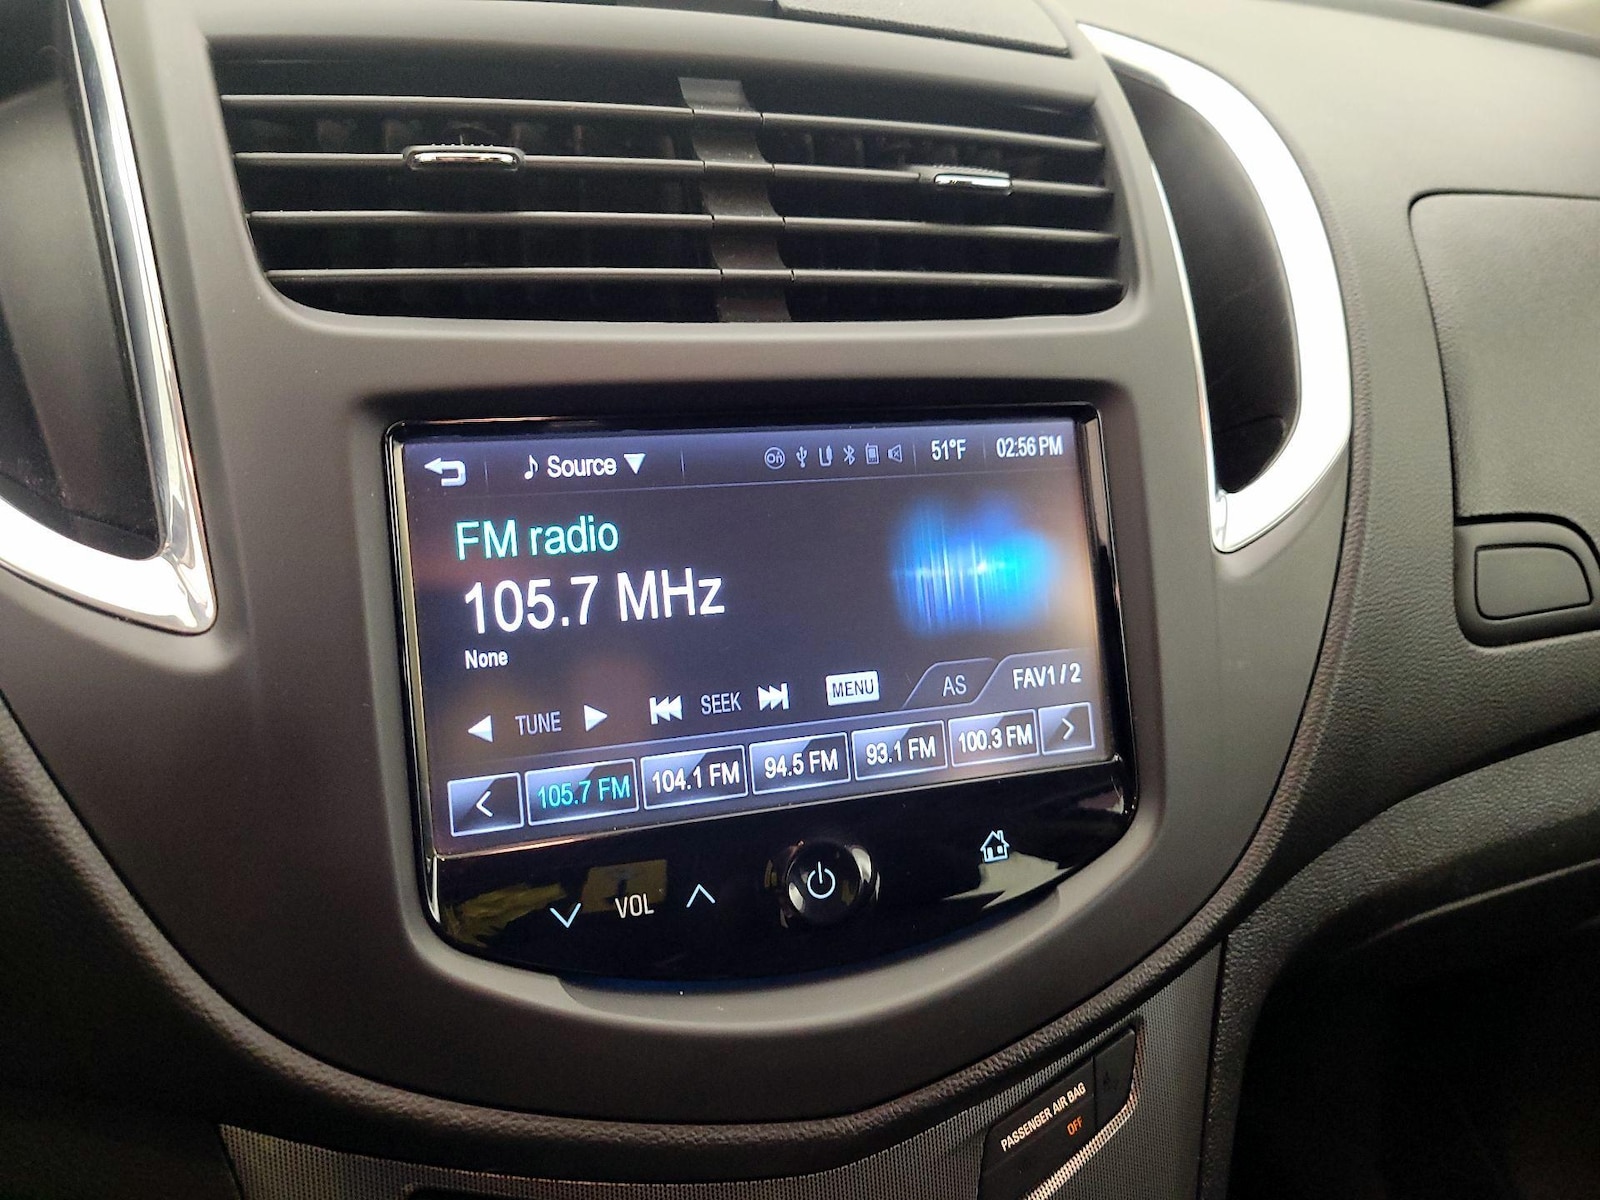 Source 51°F 02:56 PM
FM radio
105.7 MHz
None
TUNE SEEK MENU AS FAV1 / 2
105.7 FM 104.1 FM 94.5 FM 93.1 FM 100.3 FM
VOL
PASSENGER AIR BAG
OFF